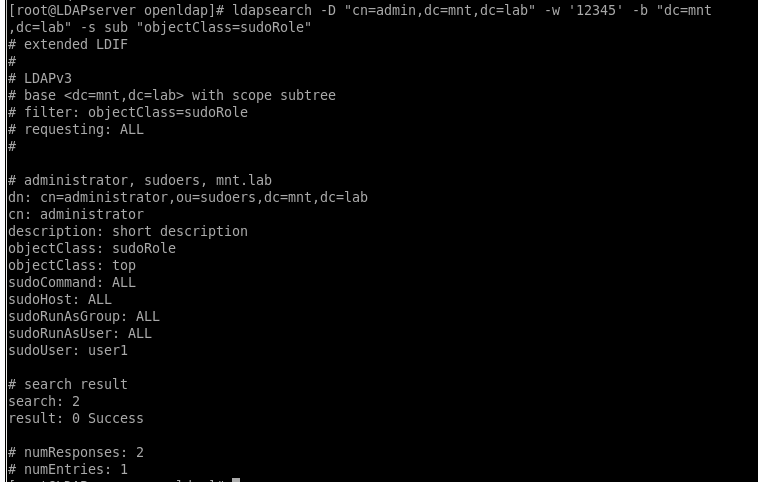 [root@LDAPserver openldap]# ldapsearch -D "cn=admin,dc=mnt,dc=lab" -w '12345' -b "dc=mnt
,dc=lab" -s sub "objectClass=sudoRole"
# extended LDIF
#
# LDAPv3
# base <dc=mnt,dc=lab> with scope subtree
# filter: objectClass=sudoRole
# requesting: ALL
#
# administrator, sudoers, mnt.lab
dn: cn=administrator,ou=sudoers,dc=mnt,dc=lab
cn: administrator
description: short description
objectClass: sudoRole
objectClass: top
sudoCommand: ALL
sudoHost: ALL
sudoRunAsGroup: ALL
sudoRunAsUser: ALL
sudoUser: user1
# search result
search: 2
result: 0 Success
# numResponses: 2
# numEntries: 1
[root@LDAPserver openldap]#